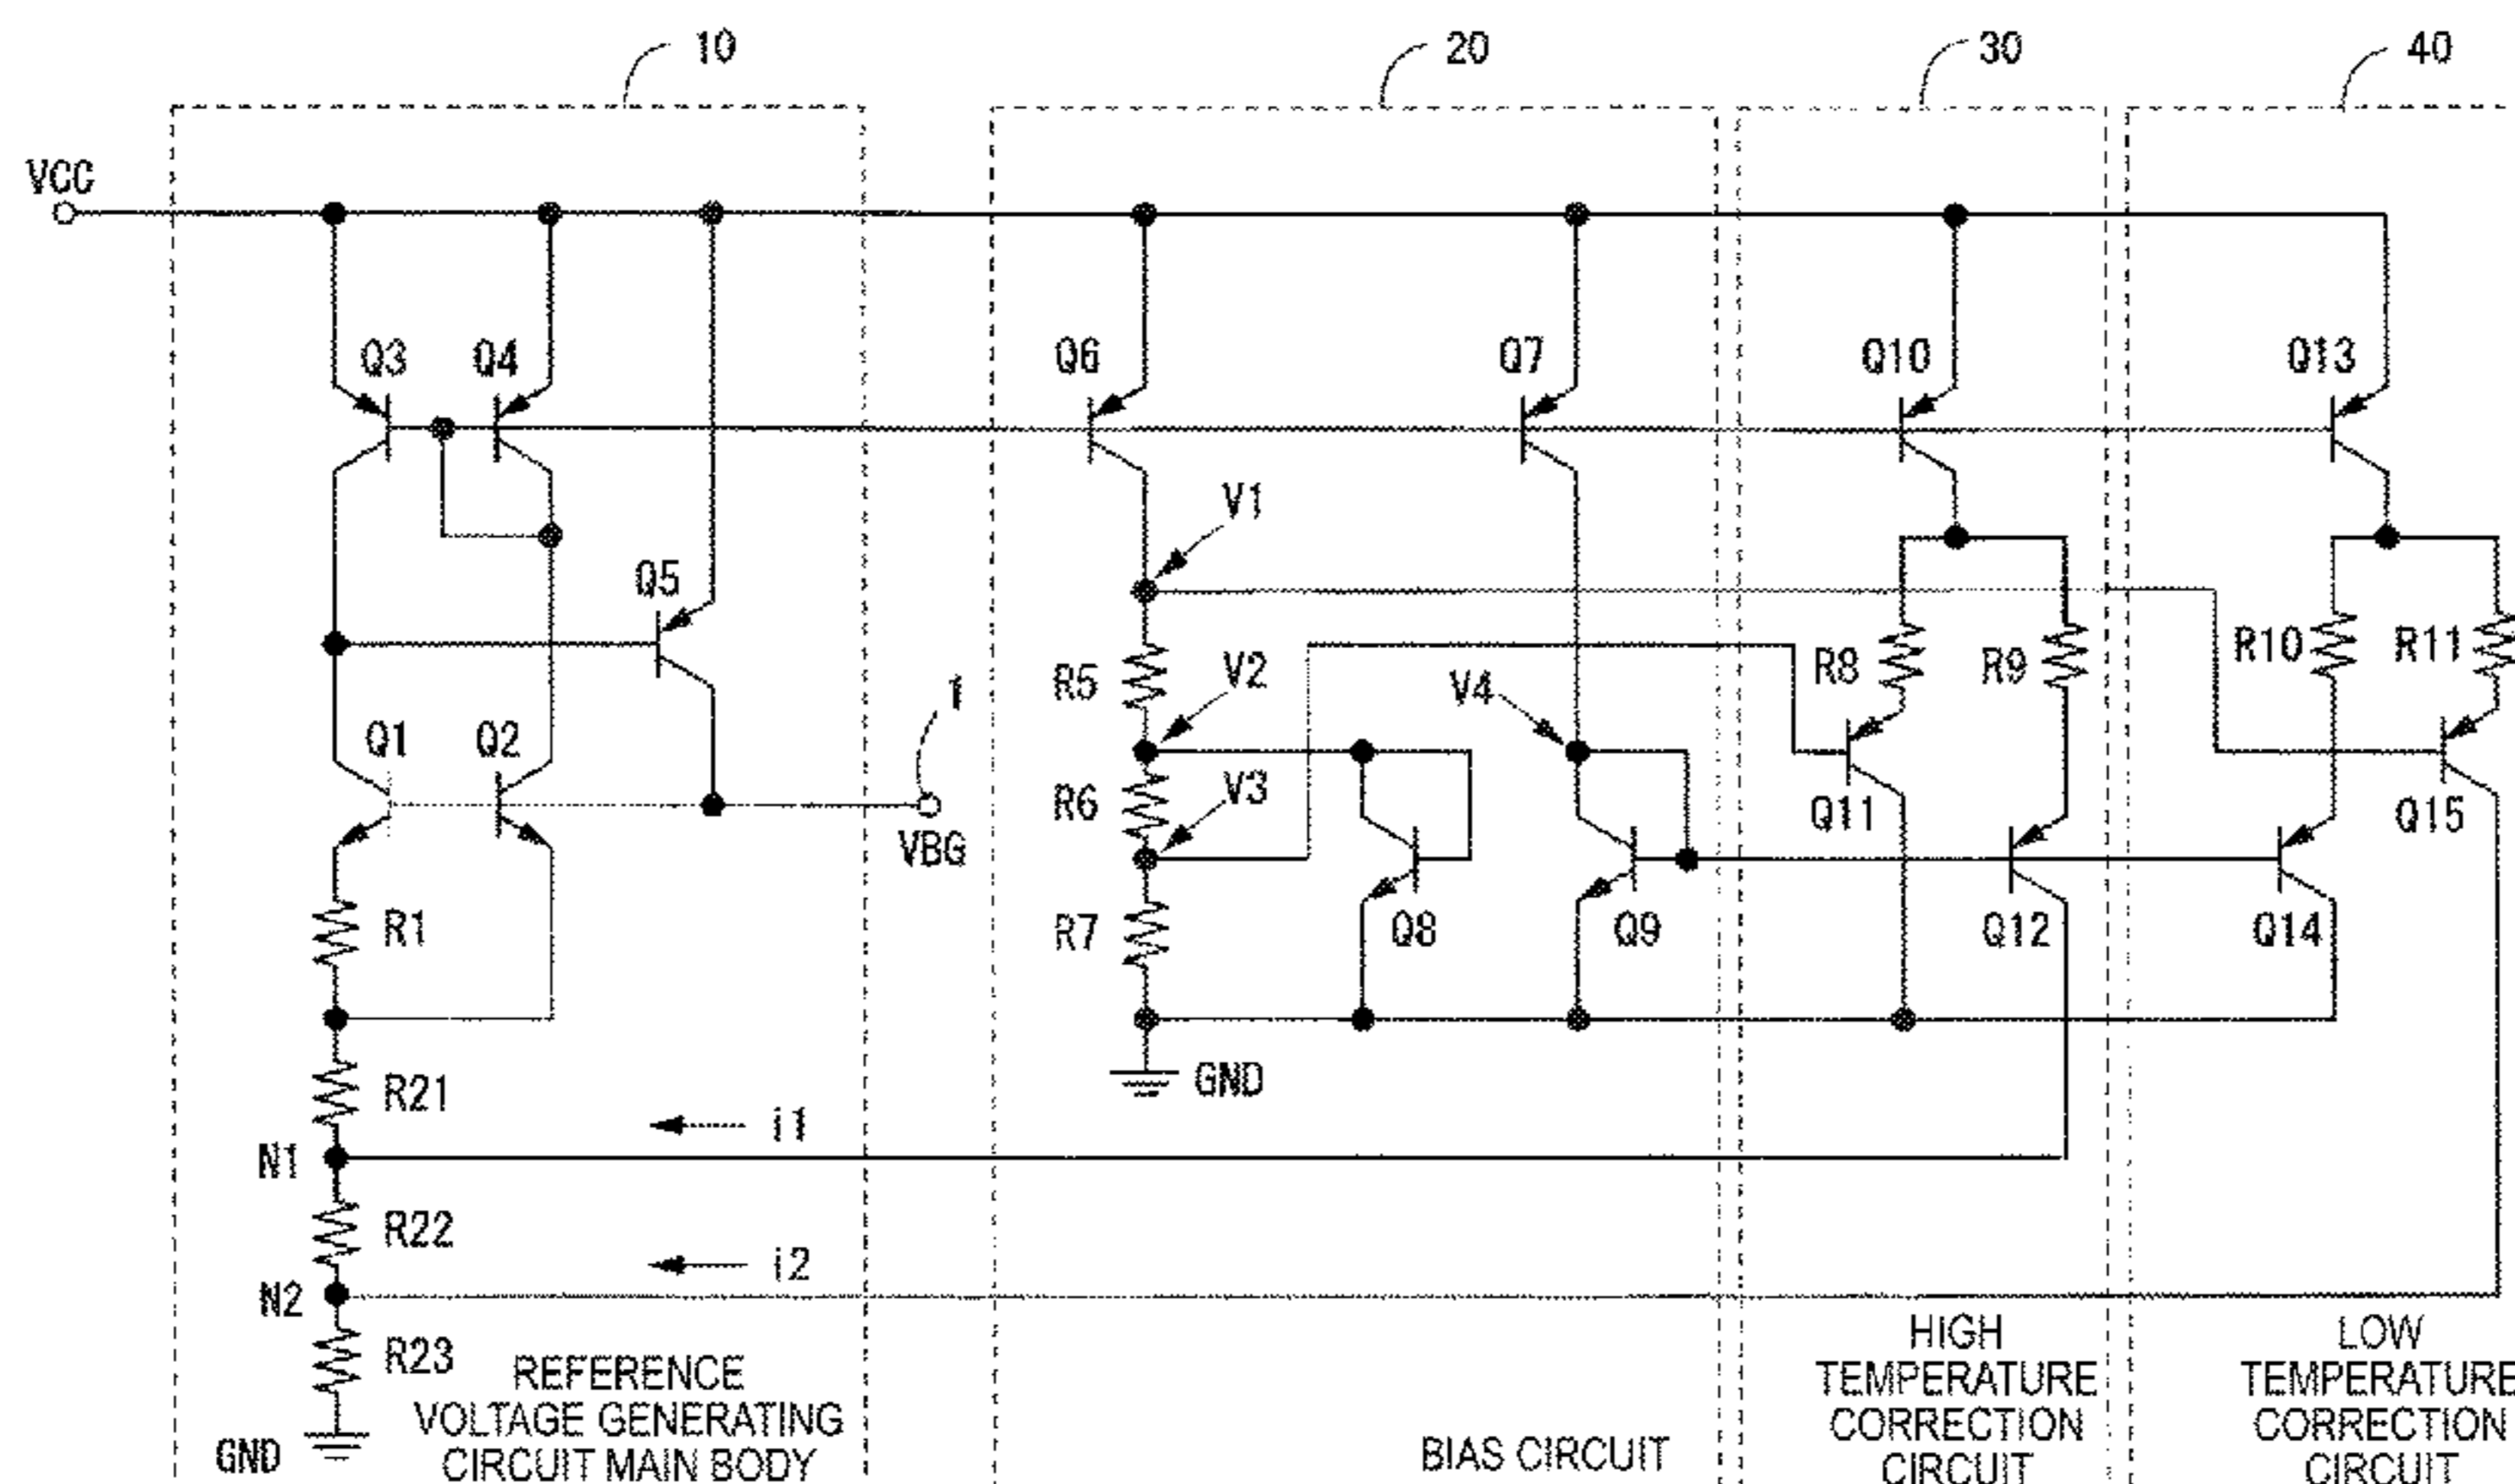 10
20
30
40
VCC
Q3
Q4
Q6
Q7
Q10
Q13
V1
Q5
R5
V2
V4
R8
R9
R10
R11
1
Q1
Q2
R6
V3
Q11
Q15
VBG
R1
R7
Q8
Q9
Q12
Q14
GND
R21
i1
N1
R22
i2
N2
R23
GND
REFERENCE
VOLTAGE GENERATING
CIRCUIT MAIN BODY
BIAS CIRCUIT
HIGH
TEMPERATURE
CORRECTION
CIRCUIT
LOW
TEMPERATURE
CORRECTION
CIRCUIT